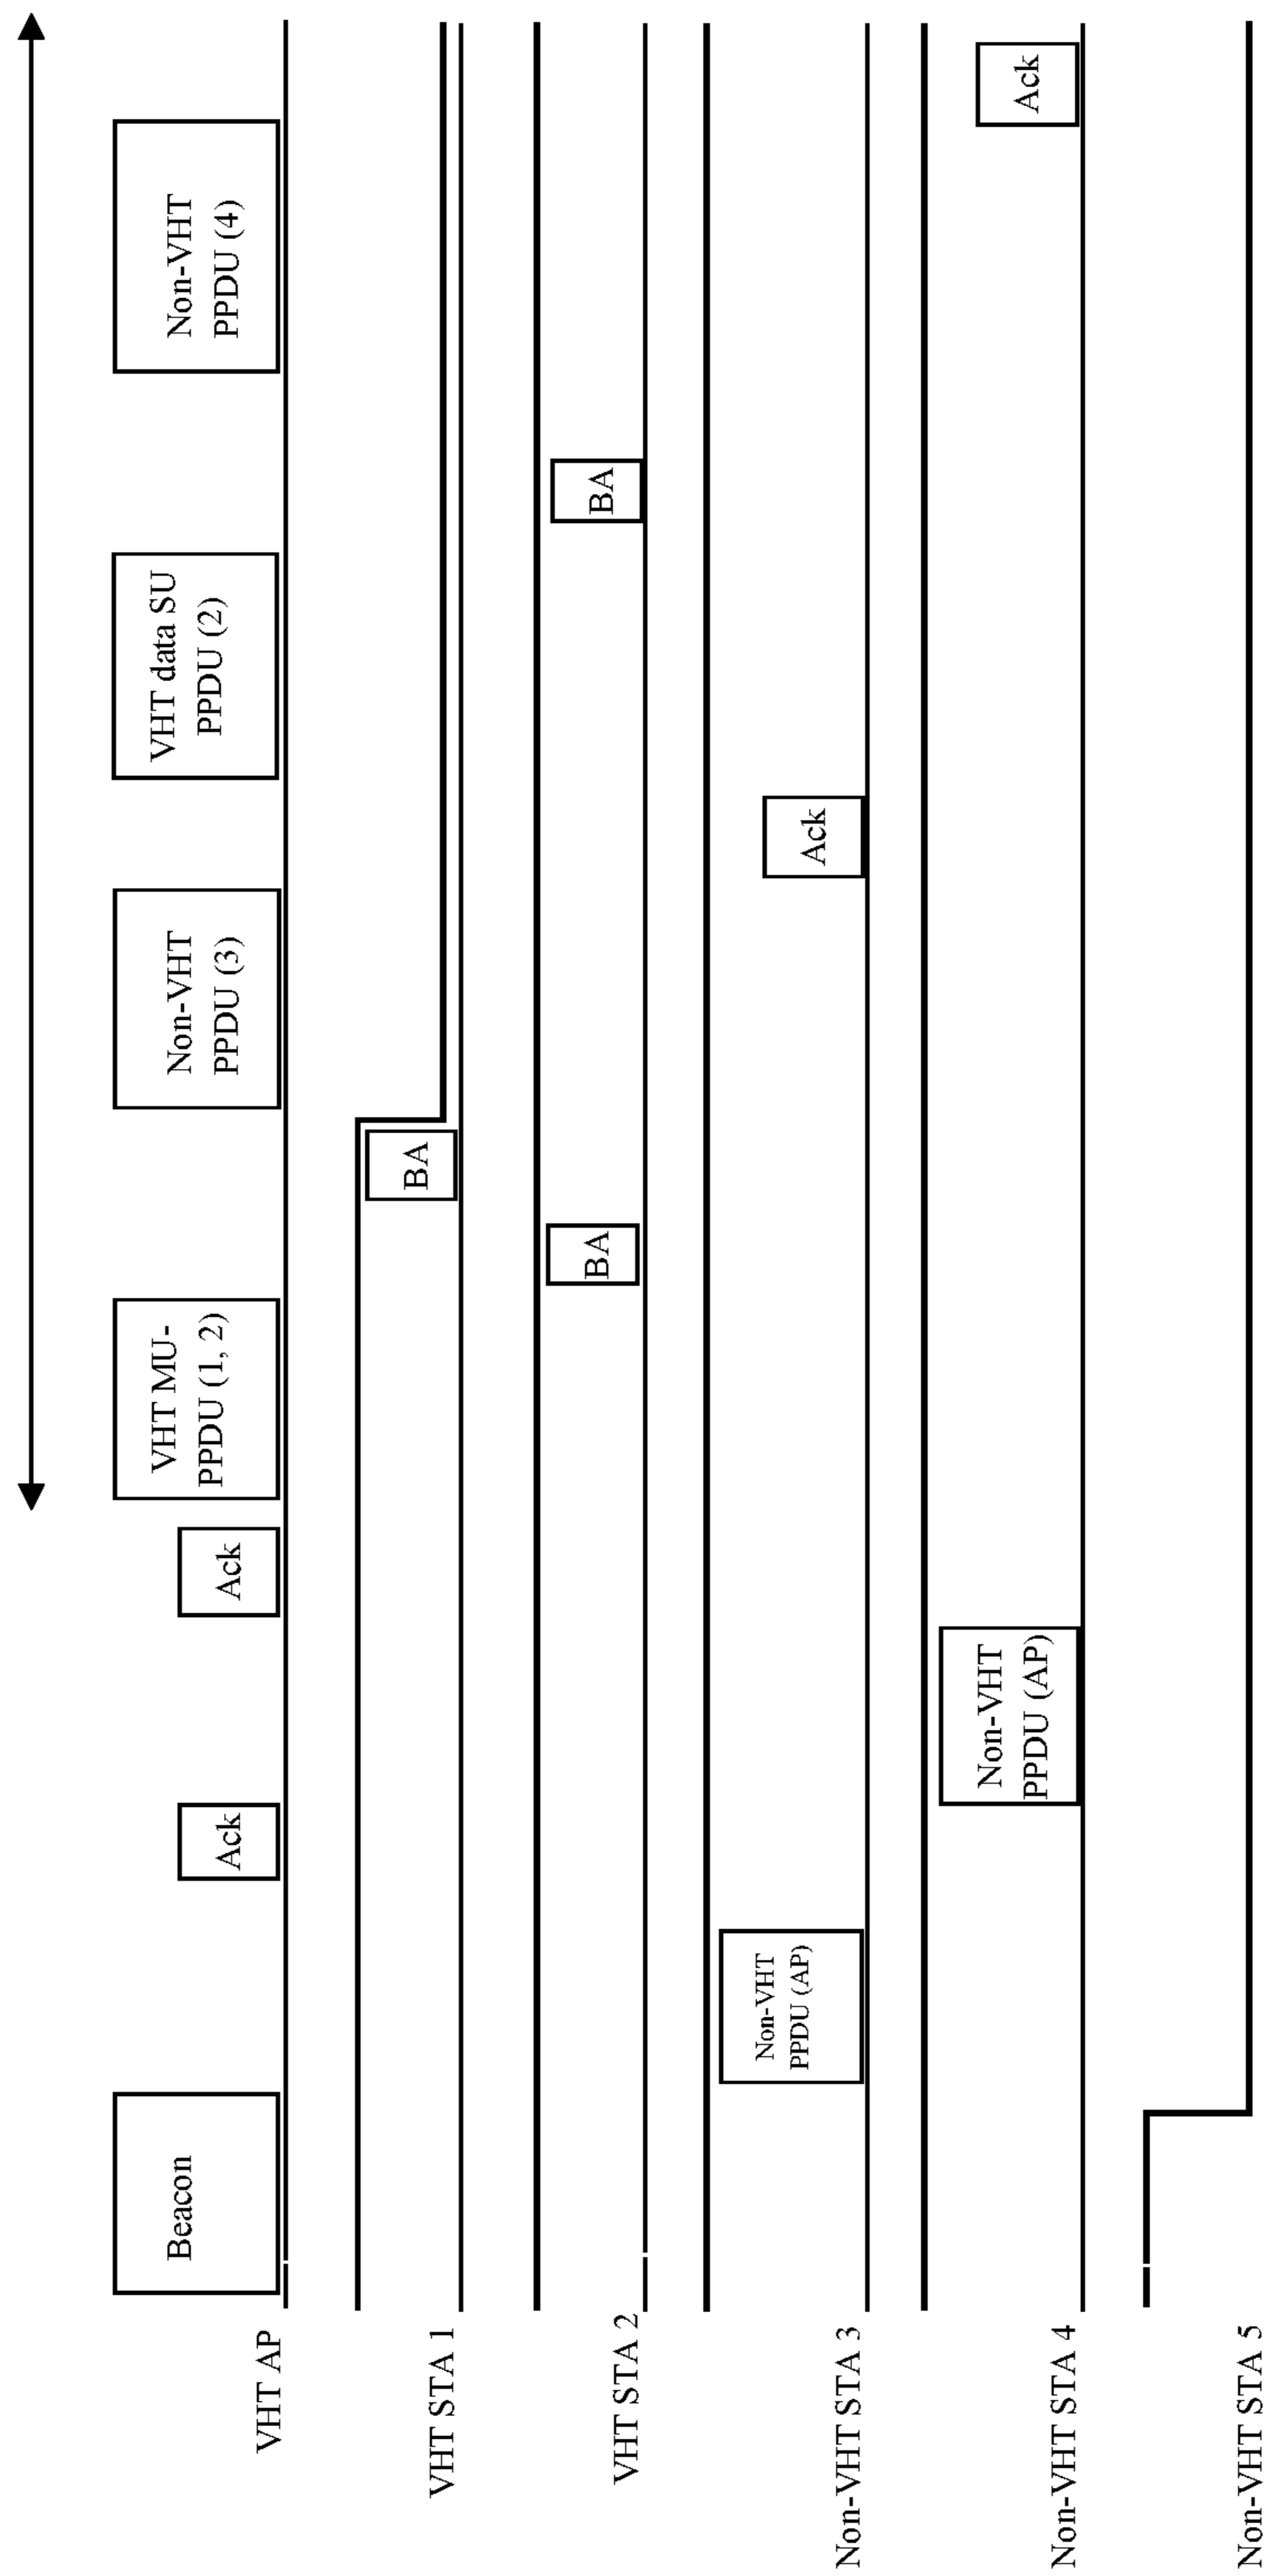 VHT AP
Beacon
Ack
Ack
VHT MU-
PPDU (1, 2)
Non-VHT
PPDU (3)
VHT data SU
PPDU (2)
Non-VHT
PPDU (4)
VHT STA 1
BA
VHT STA 2
BA
BA
Non-VHT STA 3
Non-VHT
PPDU (AP)
Ack
Non-VHT STA 4
Non-VHT
PPDU (AP)
Ack
Non-VHT STA 5